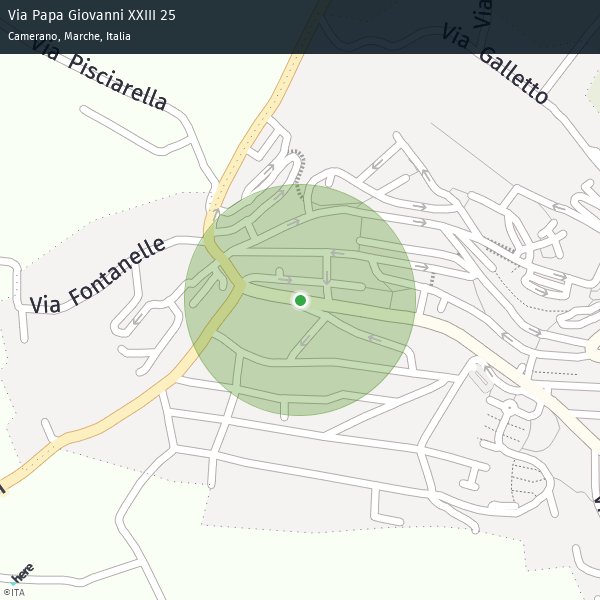 Via Papa Giovanni XXIII 25
Camerano, Marche, Italia
Via Pisciarella
Via Galletto
Via
Via Fontanelle
here
©ITA